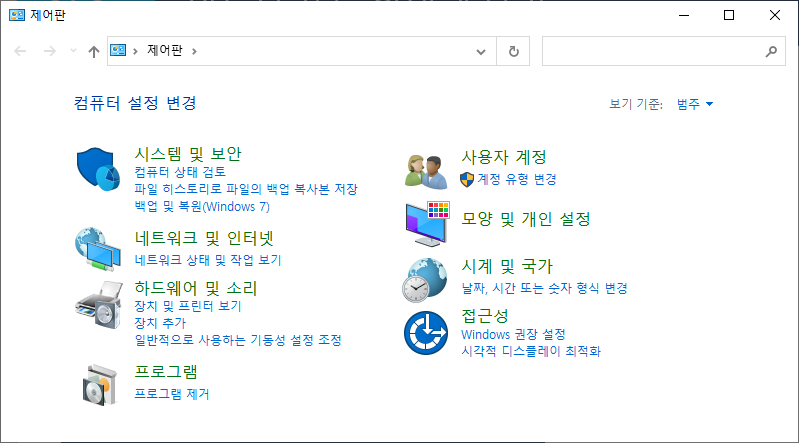 제어판
제어판
컴퓨터 설정 변경
보기 기준: 범주
시스템 및 보안
컴퓨터 상태 검토
파일 히스토리로 파일의 백업 복사본 저장
백업 및 복원(Windows 7)
네트워크 및 인터넷
네트워크 상태 및 작업 보기
하드웨어 및 소리
장치 및 프린터 보기
장치 추가
일반적으로 사용하는 기동성 설정 조정
프로그램
프로그램 제거
사용자 계정
계정 유형 변경
모양 및 개인 설정
시계 및 국가
날짜, 시간 또는 숫자 형식 변경
접근성
Windows 권장 설정
시각적 디스플레이 최적화